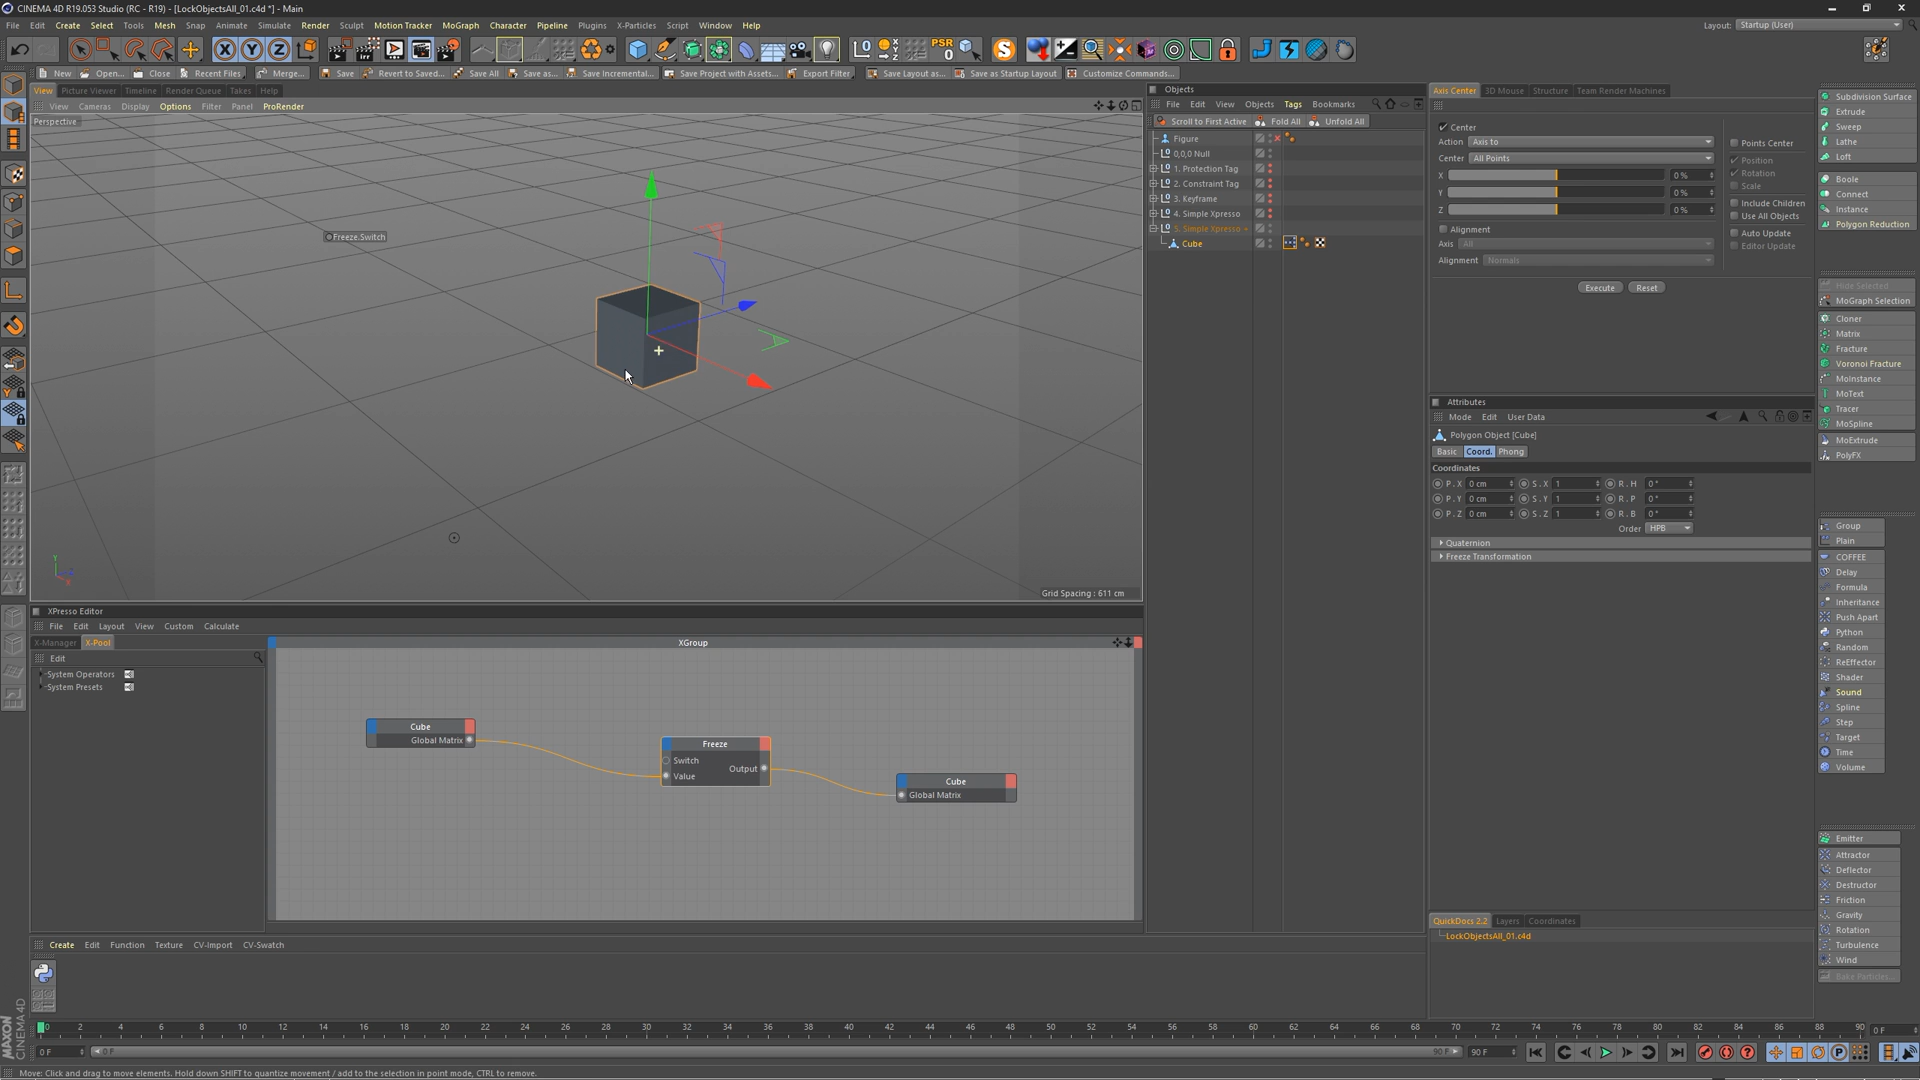 CINEMA 4D R19.053 Studio (RC - R19) - [LockObjectsAll_01.c4d *] - Main
File Edit Create Select Tools Mesh Snap Animate Simulate Render Sculpt Motion Tracker MoGraph Character Pipeline Plugins X-Particles Script Window Help
Layout: Startup (User)
X Y Z PSR 0 S
New Open... Close Recent Files Merge... Save Revert to Saved... Save All Save as... Save Incremental... Save Project with Assets... Export Filter Save Layout as... Save as Startup Layout Customize Commands...
View Picture Viewer Timeline Render Queue Takes Help
View Cameras Display Options Filter Panel ProRender
Perspective
Freeze.Switch
Grid Spacing : 611 cm
Objects
File Edit View Objects Tags Bookmarks
Scroll to First Active Fold All Unfold All
Figure
0,0,0 Null
1. Protection Tag
2. Constraint Tag
3. Keyframe
4. Simple Xpresso
5. Simple Xpresso +
Cube
Axis Center 3D Mouse Structure Team Render Machines
Center
Action Axis to
Center All Points
X 0 %
Y 0 %
Z 0 %
Points Center
Position
Rotation
Scale
Include Children
Use All Objects
Auto Update
Editor Update
Alignment
Axis All
Alignment Normals
Execute Reset
Attributes
Mode Edit User Data
Polygon Object [Cube]
Basic Coord. Phong
Coordinates
P . X 0 cm S . X 1 R . H 0 °
P . Y 0 cm S . Y 1 R . P 0 °
P . Z 0 cm S . Z 1 R . B 0 °
Order HPB
Quaternion
Freeze Transformation
Subdivision Surface
Extrude
Sweep
Lathe
Loft
Boole
Connect
Instance
Polygon Reduction
Hide Selected
MoGraph Selection
Cloner
Matrix
Fracture
Voronoi Fracture
MoInstance
MoText
Tracer
MoSpline
MoExtrude
PolyFX
Group
Plain
COFFEE
Delay
Formula
Inheritance
Push Apart
Python
Random
ReEffector
Shader
Sound
Spline
Step
Target
Time
Volume
Emitter
Attractor
Deflector
Destructor
Friction
Gravity
Rotation
Turbulence
Wind
Bake Particles...
XPresso Editor
File Edit Layout View Custom Calculate
X-Manager X-Pool
Edit
System Operators
System Presets
XGroup
Cube
Global Matrix
Freeze
Switch
Value
Output
Cube
Global Matrix
QuickDocs 2.2 Layers Coordinates
LockObjectsAll_01.c4d
Create Edit Function Texture CV-Import CV-Swatch
0 2 4 6 8 10 12 14 16 18 20 22 24 26 28 30 32 34 36 38 40 42 44 46 48 50 52 54 56 58 60 62 64 66 68 70 72 74 76 78 80 82 84 86 88 90 0 F
0 F 0 F 90 F 90 F
MAXON CINEMA 4D
Move: Click and drag to move elements. Hold down SHIFT to quantize movement / add to the selection in point mode, CTRL to remove.